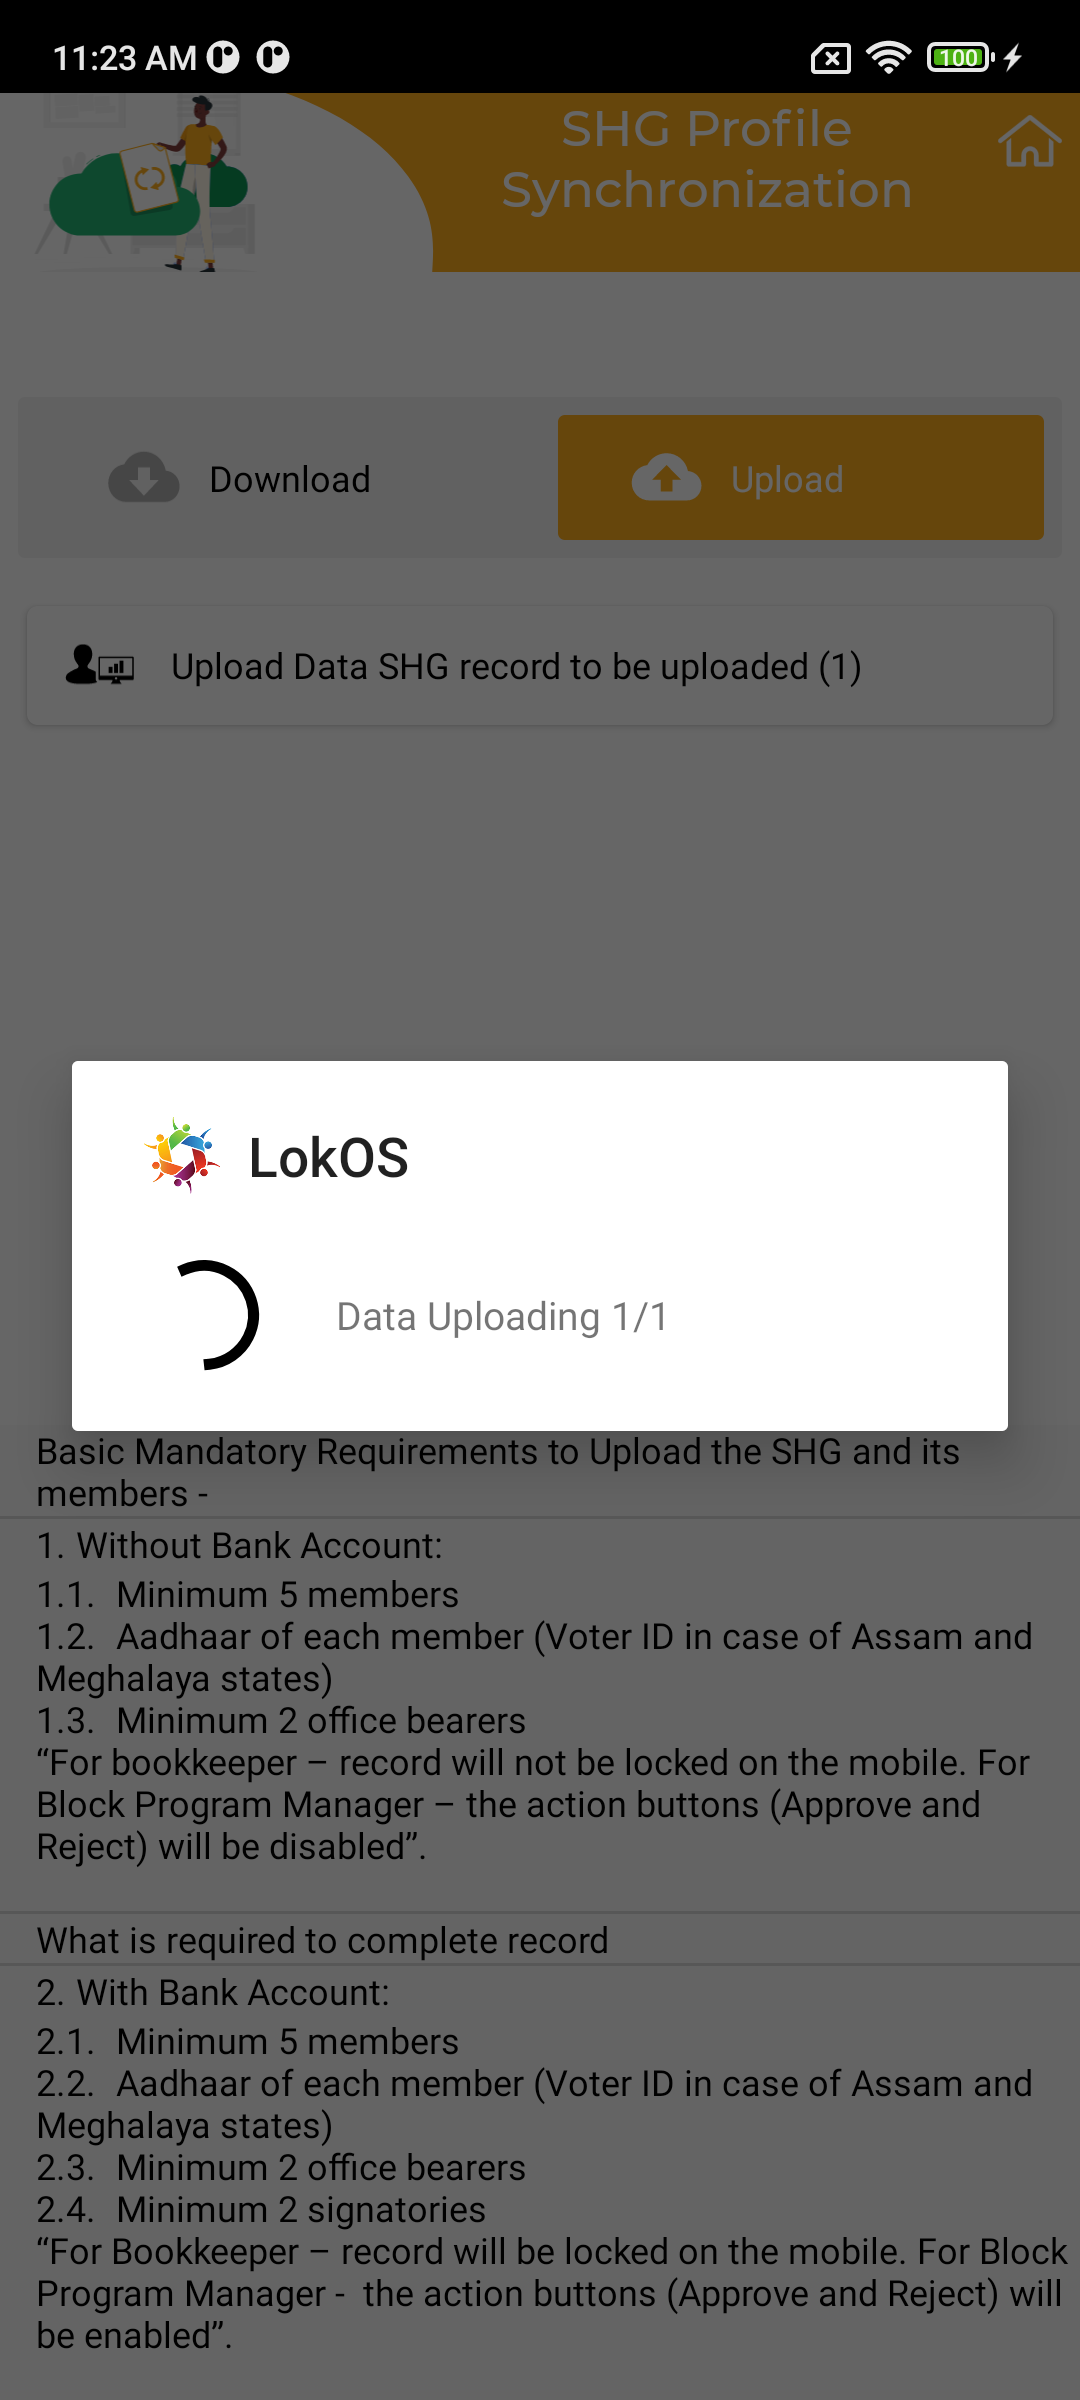 11:23 AM
100
SHG Profile
Synchronization
Download
Upload
Upload Data SHG record to be uploaded (1)
LokOS
Data Uploading 1/1
Basic Mandatory Requirements to Upload the SHG and its
members -
1. Without Bank Account:
1.1. Minimum 5 members
1.2. Aadhaar of each member (Voter ID in case of Assam and
Meghalaya states)
1.3. Minimum 2 office bearers
“For bookkeeper – record will not be locked on the mobile. For
Block Program Manager – the action buttons (Approve and
Reject) will be disabled”.
What is required to complete record
2. With Bank Account:
2.1. Minimum 5 members
2.2. Aadhaar of each member (Voter ID in case of Assam and
Meghalaya states)
2.3. Minimum 2 office bearers
2.4. Minimum 2 signatories
“For Bookkeeper – record will be locked on the mobile. For Block
Program Manager - the action buttons (Approve and Reject) will
be enabled”.